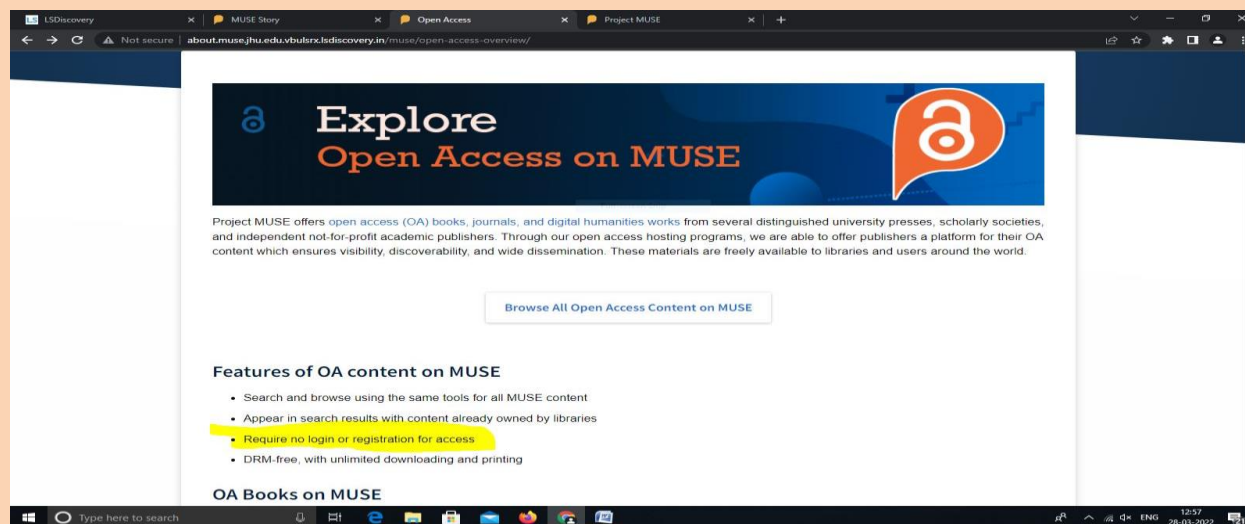 LS LSDiscovery
MUSE Story
Open Access
Project MUSE
Not secure | about.muse.jhu.edu.vbulsrx.lsdiscovery.in/muse/open-access-overview/
Explore
Open Access on MUSE
Project MUSE offers open access (OA) books, journals, and digital humanities works from several distinguished university presses, scholarly societies,
and independent not-for-profit academic publishers. Through our open access hosting programs, we are able to offer publishers a platform for their OA
content which ensures visibility, discoverability, and wide dissemination. These materials are freely available to libraries and users around the world.
Browse All Open Access Content on MUSE
Features of OA content on MUSE
• Search and browse using the same tools for all MUSE content
• Appear in search results with content already owned by libraries
• Require no login or registration for access
• DRM-free, with unlimited downloading and printing
OA Books on MUSE
Type here to search
ENG
12:57
28-03-2022